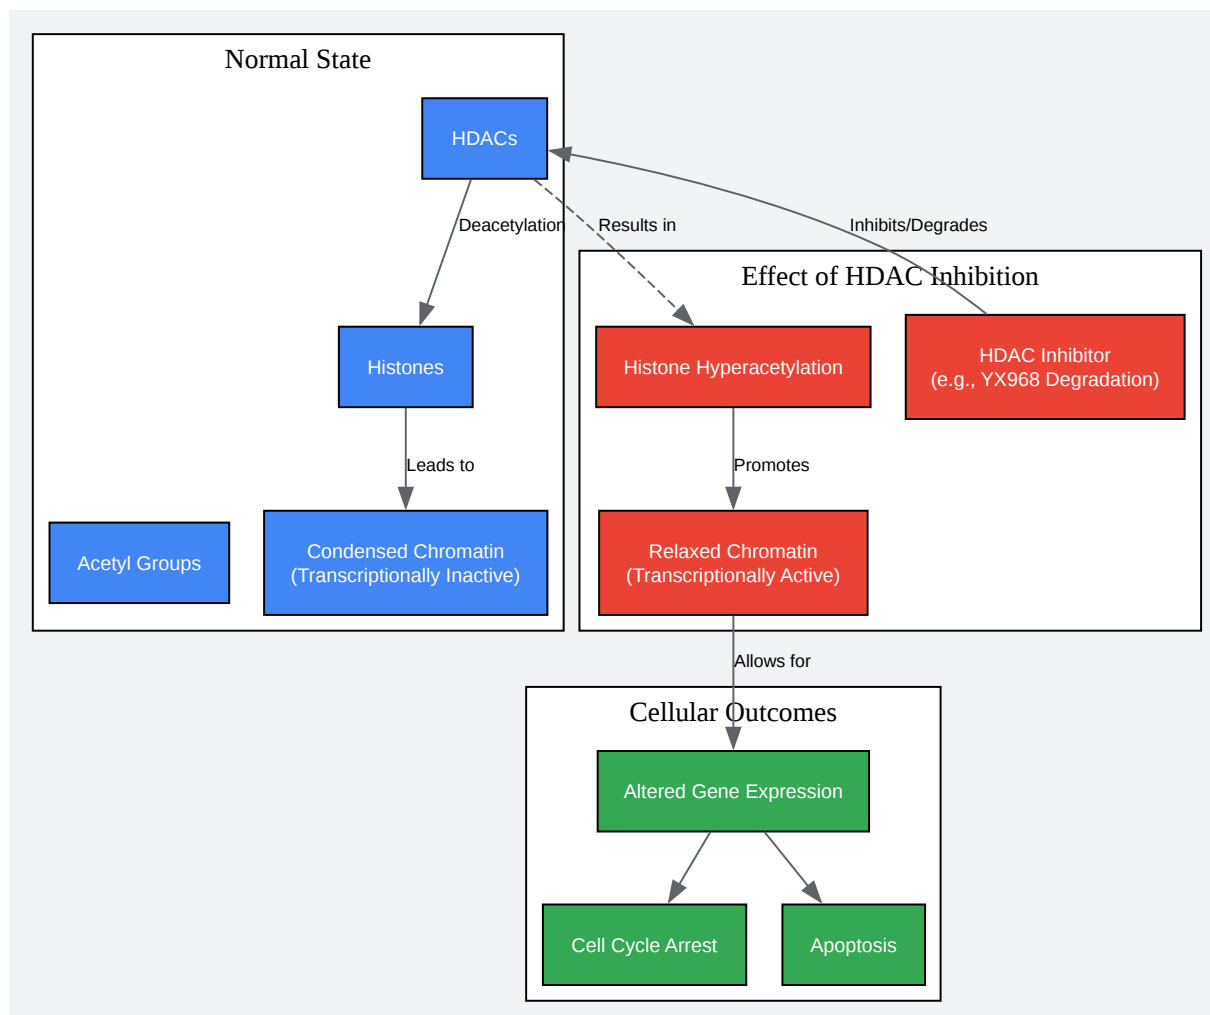 Normal State
HDACs
Deacetylation
Results in
Inhibits/Degrades
Effect of HDAC Inhibition
Histones
Histone Hyperacetylation
HDAC Inhibitor
(e.g., YX968 Degradation)
Leads to
Promotes
Acetyl Groups
Condensed Chromatin
(Transcriptionally Inactive)
Relaxed Chromatin
(Transcriptionally Active)
Allows for
Cellular Outcomes
Altered Gene Expression
Cell Cycle Arrest
Apoptosis